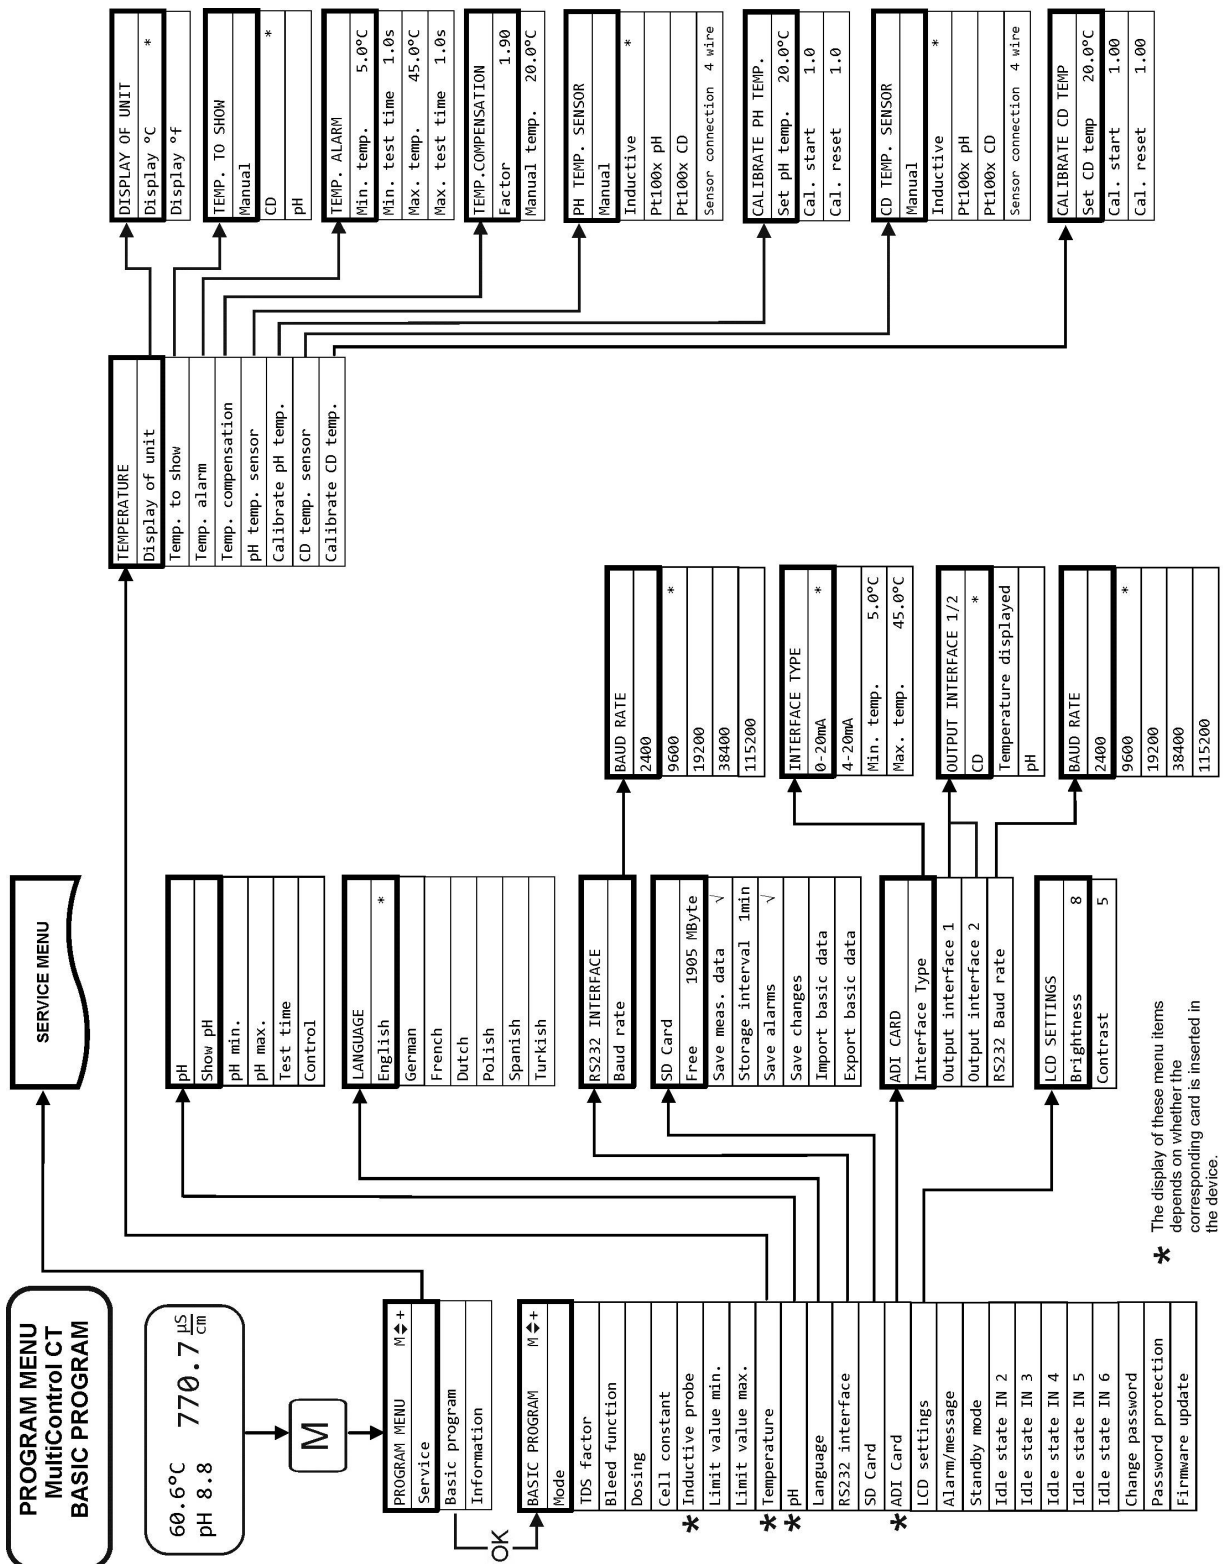 PROGRAM MENU
MultiControl CT
BASIC PROGRAM
60.6°C 770.7 µS
cm
pH 8.8
M
PROGRAM MENU M◆+
Service
Basic program
Information
OK
BASIC PROGRAM M◆+
Mode
TDS factor
Bleed function
Dosing
Cell constant
* Inductive probe
Limit value min.
Limit value max.
* Temperature
* pH
Language
RS232 interface
SD Card
* ADI Card
LCD settings
Alarm/message
Standby mode
Idle state IN 2
Idle state IN 3
Idle state IN 4
Idle state IN 5
Idle state IN 6
Change password
Password protection
Firmware update
SERVICE MENU
pH
Show pH
pH min.
pH max.
Test time
Control
LANGUAGE
English *
German
French
Dutch
Polish
Spanish
Turkish
RS232 INTERFACE
Baud rate
SD Card
Free 1905 MByte
Save meas. data √
Storage interval 1min
Save alarms √
Save changes
Import basic data
Export basic data
ADI CARD
Interface Type
Output interface 1
Output interface 2
RS232 Baud rate
LCD SETTINGS
Brightness 8
Contrast 5
* The display of these menu items
depends on whether the
corresponding card is inserted in
the device.
TEMPERATURE
Display of unit
Temp. to show
Temp. alarm
Temp. compensation
pH temp. sensor
Calibrate pH temp.
CD temp. sensor
Calibrate CD temp.
BAUD RATE
2400
9600 *
19200
38400
115200
INTERFACE TYPE
0-20mA *
4-20mA
Min. temp. 5.0°C
Max. temp. 45.0°C
OUTPUT INTERFACE 1/2
CD *
Temperature displayed
pH
BAUD RATE
2400
9600 *
19200
38400
115200
DISPLAY OF UNIT
Display °C *
Display °f
TEMP. TO SHOW
Manual
CD *
pH
TEMP. ALARM
Min. temp. 5.0°C
Min. test time 1.0s
Max. temp. 45.0°C
Max. test time 1.0s
TEMP.COMPENSATION
Factor 1.90
Manual temp. 20.0°C
PH TEMP. SENSOR
Manual
Inductive *
Pt100x pH
Pt100x CD
Sensor connection 4 wire
CALIBRATE PH TEMP.
Set pH temp. 20.0°C
Cal. start 1.0
Cal. reset 1.0
CD TEMP. SENSOR
Manual
Inductive *
Pt100x pH
Pt100x CD
Sensor connection 4 wire
CALIBRATE CD TEMP
Set CD temp 20.0°C
Cal. start 1.00
Cal. reset 1.00